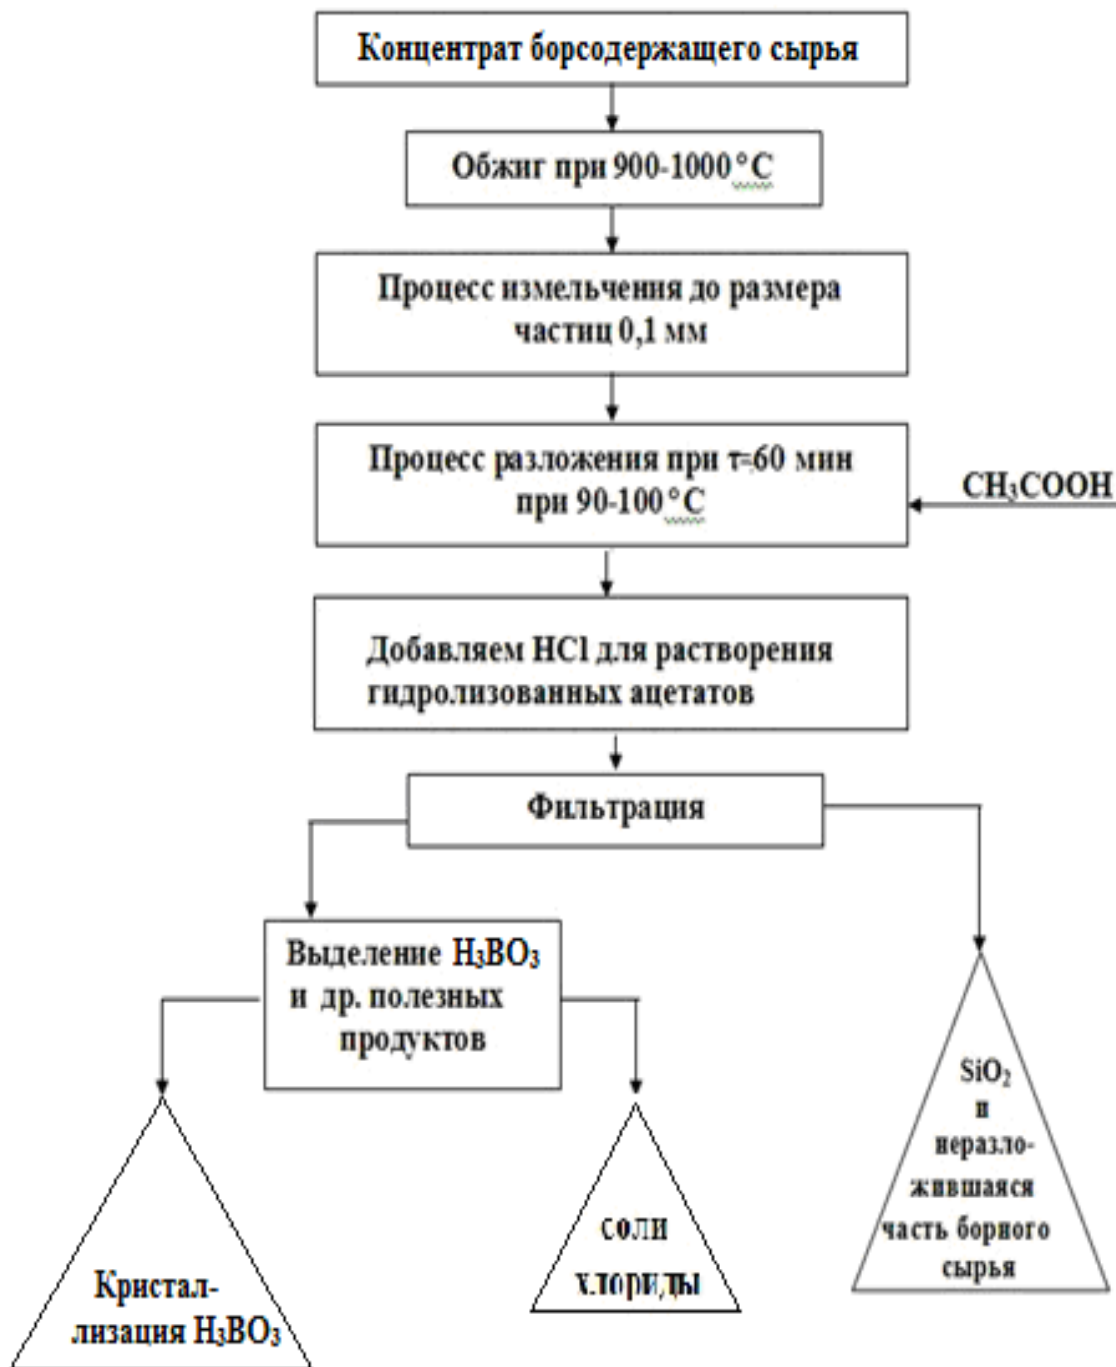 Концентрат борсодержащего сырья
Обжиг при 900-1000°C
Процесс измельчения до размера
частиц 0,1 мм
Процесс разложения при τ=60 мин
при 90-100°C
CH₃COOH
Добавляем HCl для растворения
гидролизованных ацетатов
Фильтрация
Выделение H₃BO₃
и др. полезных
продуктов
SiO₂
и
неразло-
жившаяся
часть борного
сырья
соли
хлориды
Кристал-
лизация H₃BO₃